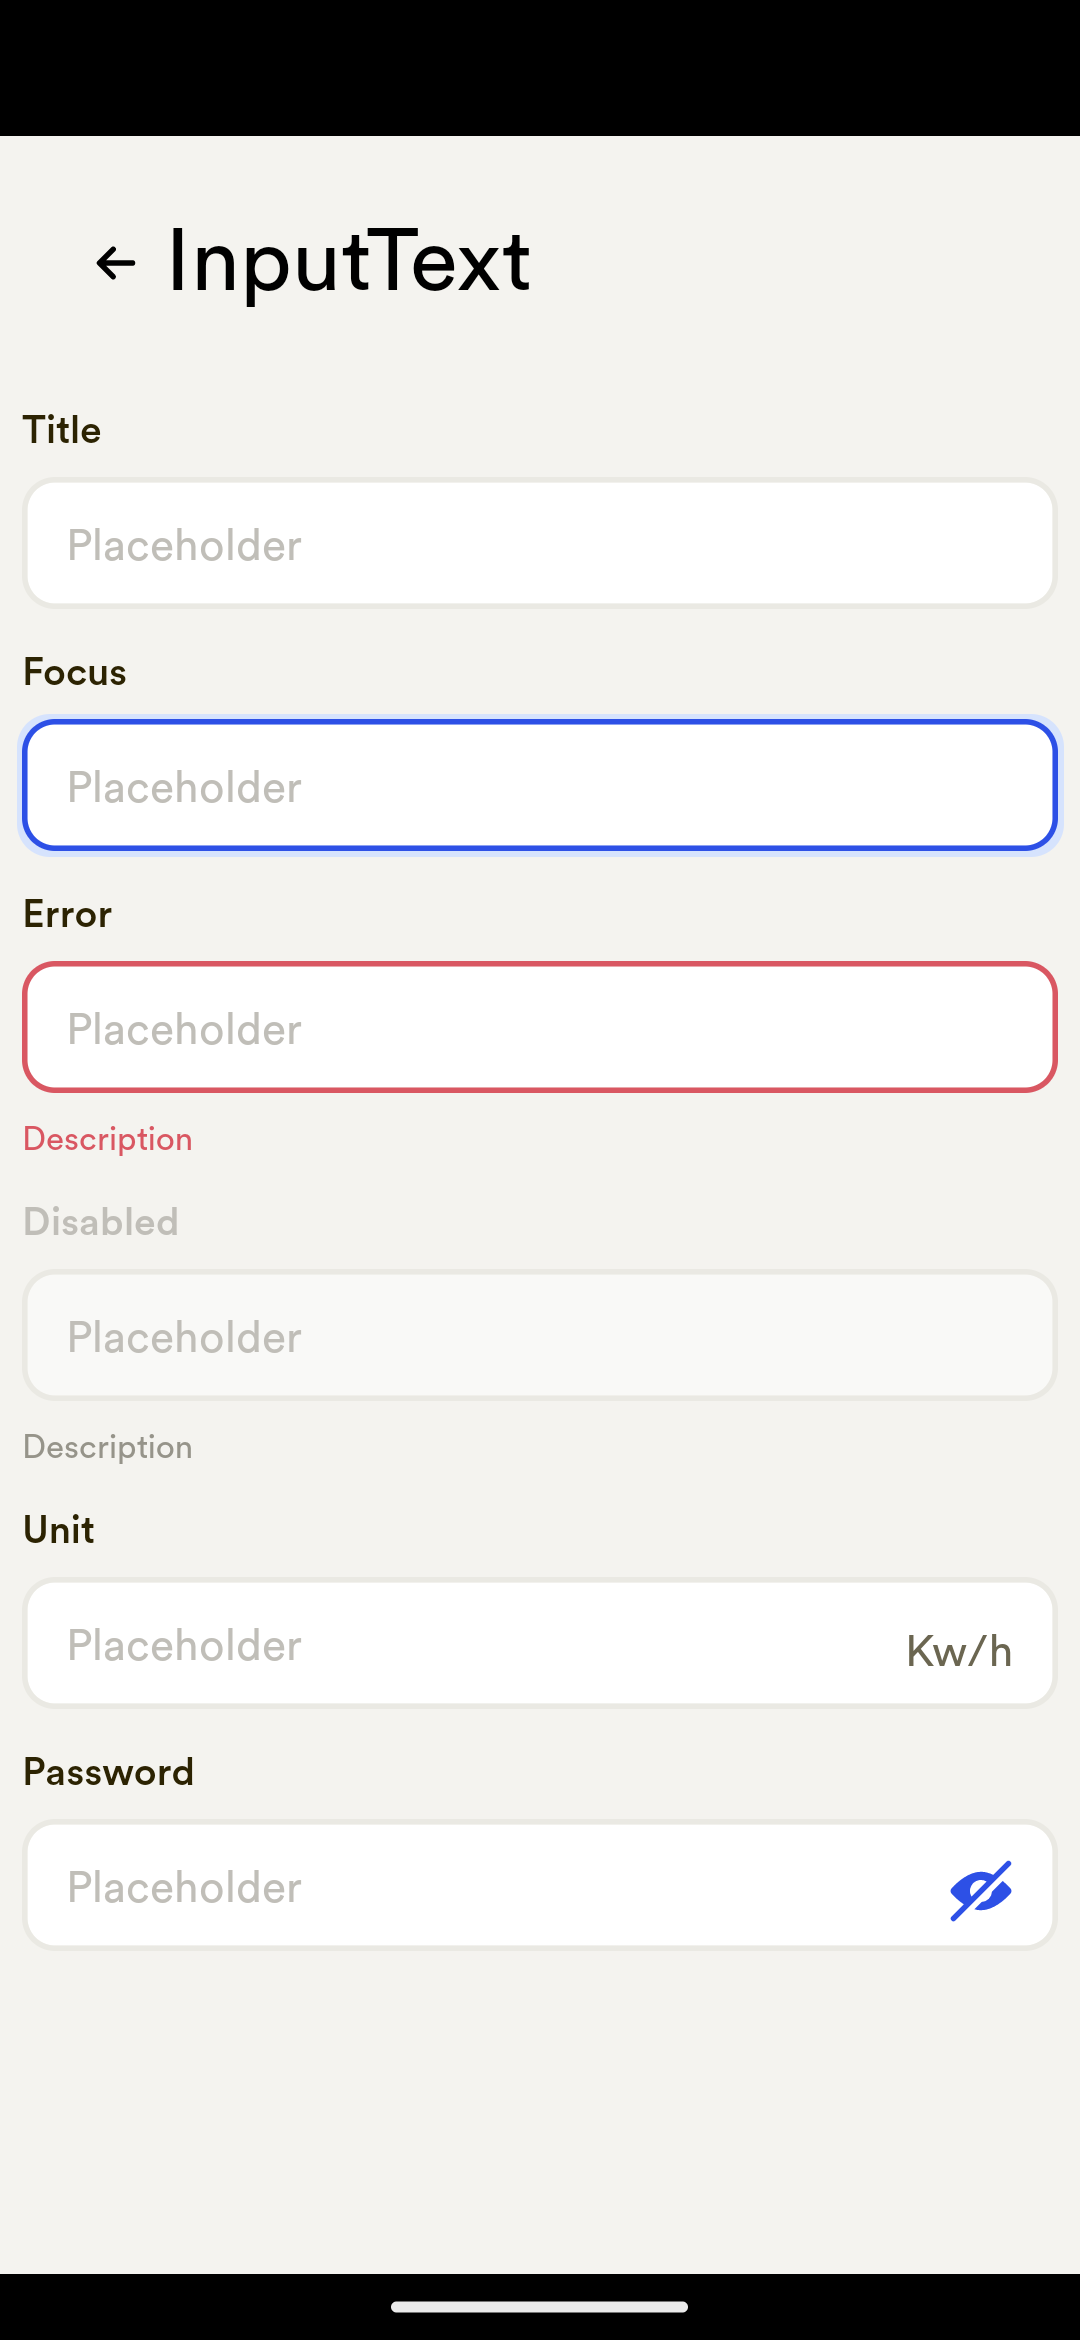 InputText
Title
Placeholder
Focus
Placeholder
Error
Placeholder
Description
Disabled
Placeholder
Description
Unit
Placeholder Kw/h
Password
Placeholder